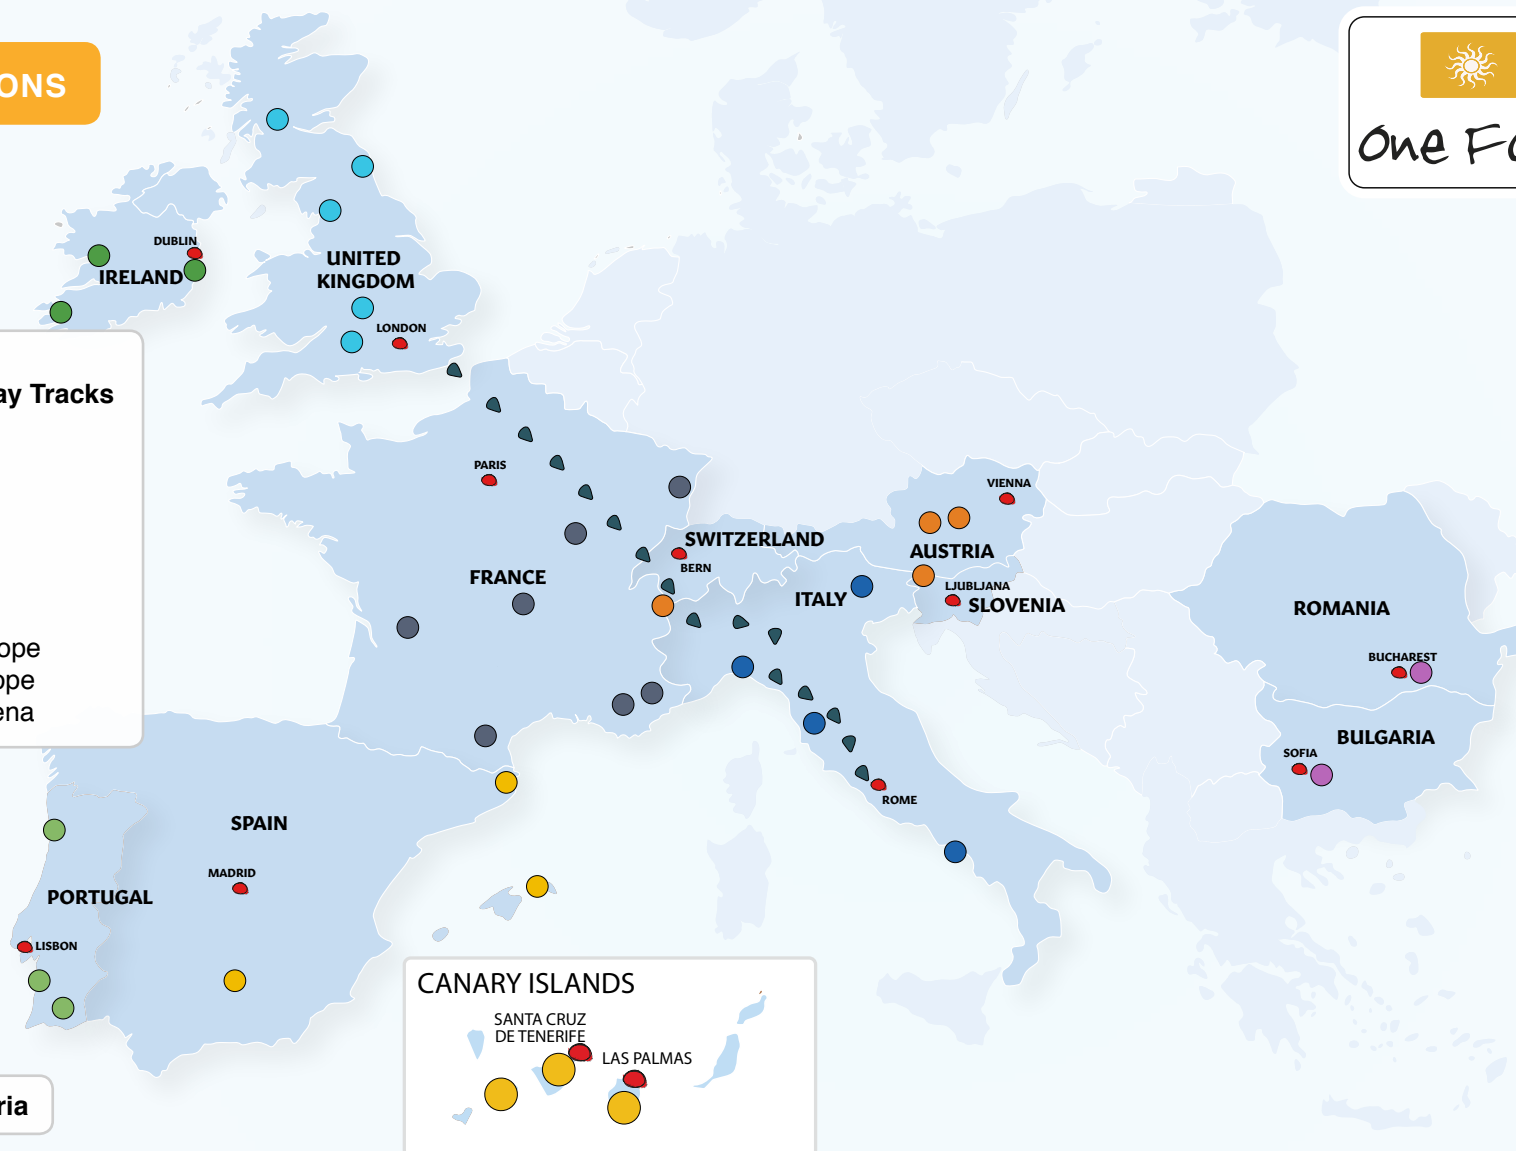 ONS
One Fo
DUBLIN
IRELAND
UNITED
KINGDOM
LONDON
ay Tracks
ope
ope
ena
PARIS
FRANCE
SWITZERLAND
BERN
VIENNA
AUSTRIA
LJUBLJANA
SLOVENIA
ITALY
ROMANIA
BUCHAREST
BULGARIA
SOFIA
ROME
SPAIN
MADRID
PORTUGAL
LISBON
CANARY ISLANDS
SANTA CRUZ
DE TENERIFE
LAS PALMAS
ria